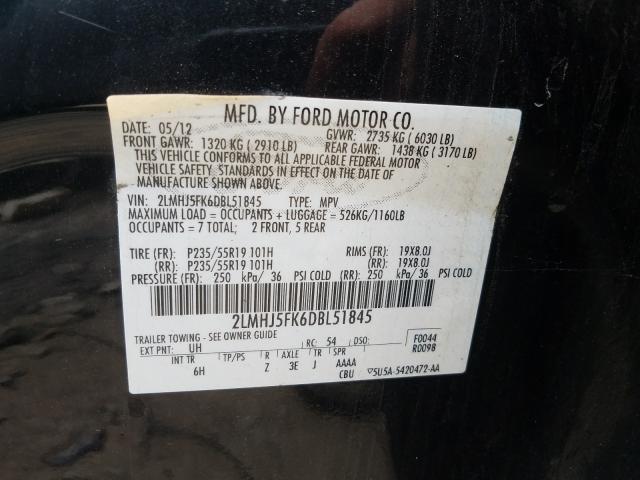 MFD. BY FORD MOTOR CO.
DATE: 05/12 GVWR: 2735 KG ( 6030 LB)
FRONT GAWR: 1320 KG ( 2910 LB) REAR GAWR: 1438 KG ( 3170 LB)
THIS VEHICLE CONFORMS TO ALL APPLICABLE FEDERAL MOTOR
VEHICLE SAFETY STANDARDS IN EFFECT ON THE DATE OF
MANUFACTURE SHOWN ABOVE.
VIN: 2LMHJ5FK6DBL51845 TYPE: MPV
MAXIMUM LOAD = OCCUPANTS + LUGGAGE = 526KG/1160LB
OCCUPANTS = 7 TOTAL; 2 FRONT, 5 REAR
TIRE (FR): P235/55R19 101H RIMS (FR): 19X8.0J
(RR): P235/55R19 101H (RR): 19X8.0J
PRESSURE (FR): 250 kPa/ 36 PSI COLD (RR): 250 kPa/ 36 PSI COLD
2LMHJ5FK6DBL51845
TRAILER TOWING - SEE OWNER GUIDE
EXT PNT: UH RC: 54 DSO: F0044
R0098
INT TR TP/PS R AXLE TR SPR
6H Z 3E J AAAA
CBU 5U5A-5420472-AA